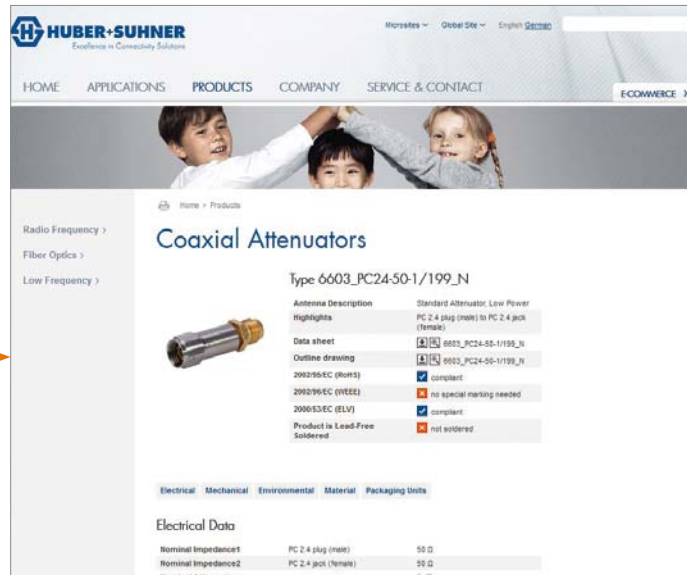 HUBER+SUHNER
Excellence in Connectivity Solutions
Microsites Global Site English German
HOME APPLICATIONS PRODUCTS COMPANY SERVICE & CONTACT
E-COMMERCE
Home > Products
Radio Frequency >
Fiber Optics >
Low Frequency >
Coaxial Attenuators
Type 6603_PC24-50-1/199_N
Antenna Description Standard Attenuator, Low Power
Highlights PC 2.4 plug (male) to PC 2.4 jack
(female)
Data sheet 6603_PC24-50-1/199_N
Outline drawing 6603_PC24-50-1/199_N
2002/95/EC (RoHS) compliant
2002/96/EC (WEEE) no special marking needed
2000/53/EC (ELV) compliant
Product is Lead-Free
Soldered not soldered
Electrical Mechanical Environmental Material Packaging Units
Electrical Data
Nominal Impedance1 PC 2.4 plug (male) 50 Ω
Nominal Impedance2 PC 2.4 jack (female) 50 Ω